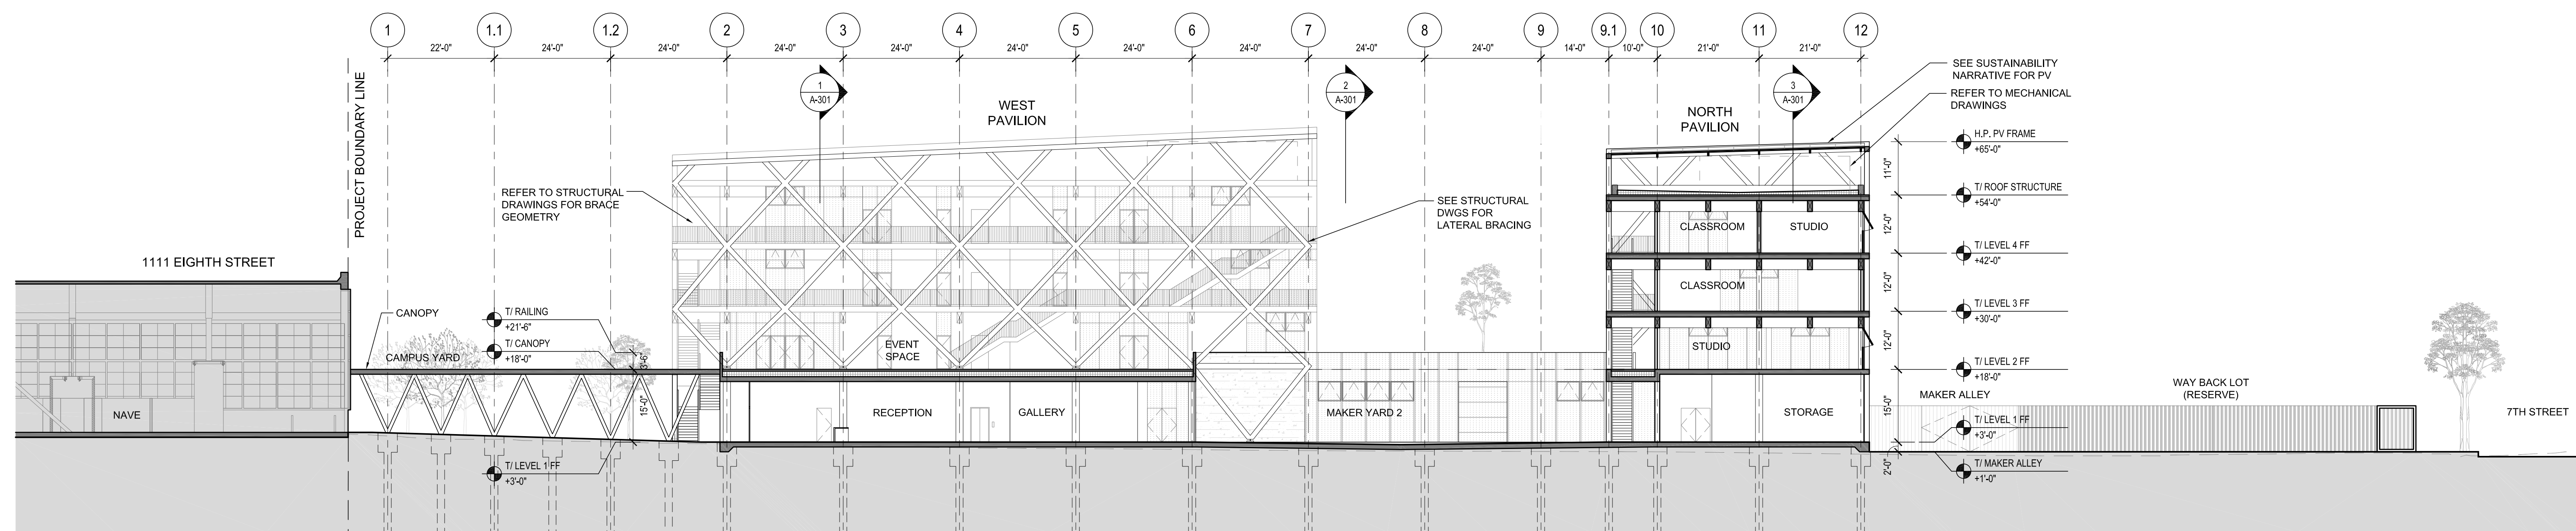 1
1.1
1.2
2
3
4
5
6
7
8
9
9.1
10
11
12
22'-0"
24'-0"
24'-0"
24'-0"
24'-0"
24'-0"
24'-0"
24'-0"
24'-0"
24'-0"
14'-0"
10'-0"
21'-0"
21'-0"
PROJECT BOUNDARY LINE
1
A-301
2
A-301
3
A-301
WEST
PAVILION
NORTH
PAVILION
SEE SUSTAINABILITY
NARRATIVE FOR PV
REFER TO MECHANICAL
DRAWINGS
REFER TO STRUCTURAL
DRAWINGS FOR BRACE
GEOMETRY
SEE STRUCTURAL
DWGS FOR
LATERAL BRACING
1111 EIGHTH STREET
CANOPY
CAMPUS YARD
NAVE
T/ RAILING
+21'-6"
T/ CANOPY
+18'-0"
3'-6"
15'-0"
T/ LEVEL 1 FF
+3'-0"
EVENT
SPACE
RECEPTION
GALLERY
MAKER YARD 2
CLASSROOM
STUDIO
CLASSROOM
STUDIO
STORAGE
11'-0"
12'-0"
12'-0"
12'-0"
15'-0"
2'-0"
H.P. PV FRAME
+65'-0"
T/ ROOF STRUCTURE
+54'-0"
T/ LEVEL 4 FF
+42'-0"
T/ LEVEL 3 FF
+30'-0"
T/ LEVEL 2 FF
+18'-0"
MAKER ALLEY
T/ LEVEL 1 FF
+3'-0"
T/ MAKER ALLEY
+1'-0"
WAY BACK LOT
(RESERVE)
7TH STREET